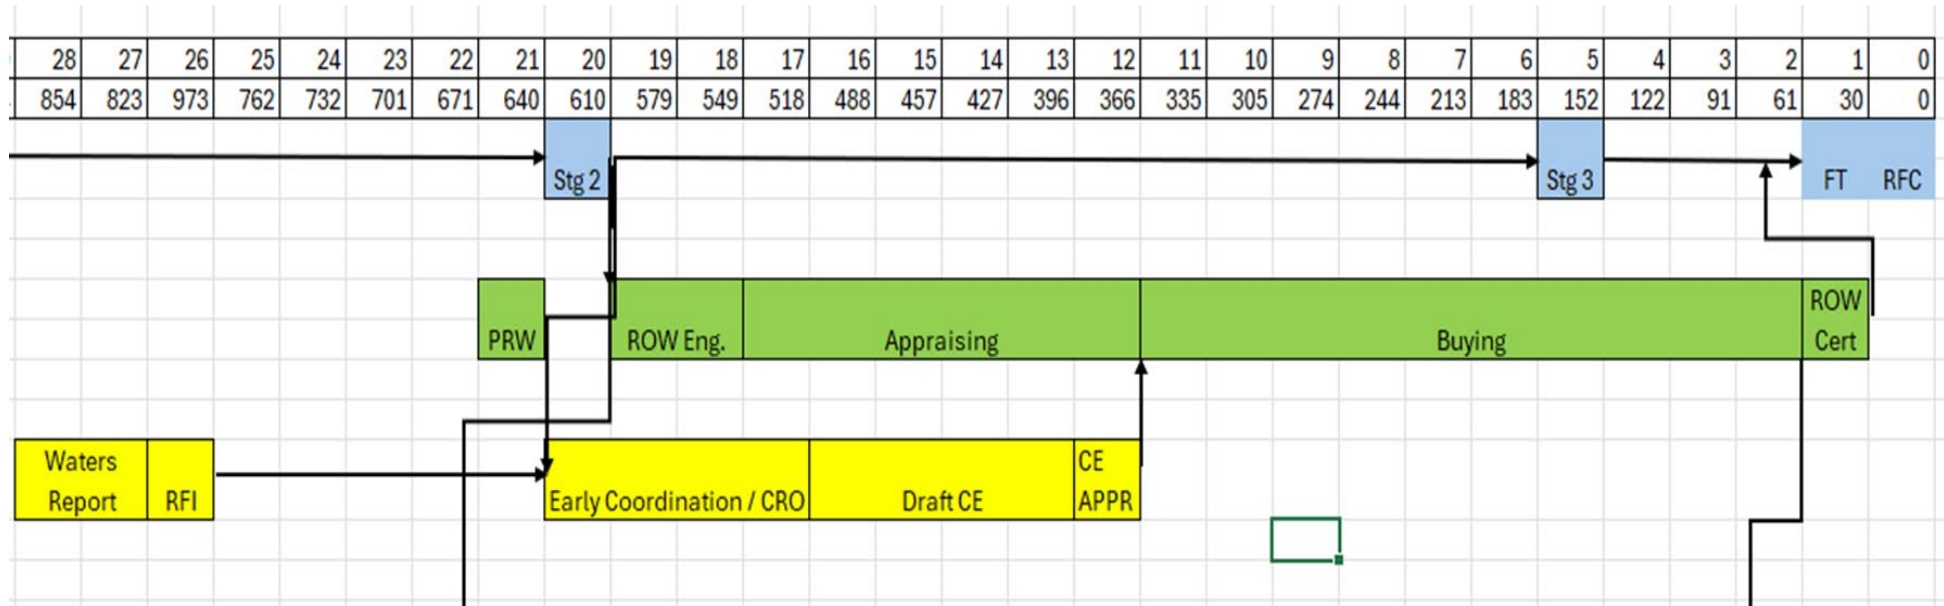 28 27 26 25 24 23 22 21 20 19 18 17 16 15 14 13 12 11 10 9 8 7 6 5 4 3 2 1 0
854 823 973 762 732 701 671 640 610 579 549 518 488 457 427 396 366 335 305 274 244 213 183 152 122 91 61 30 0
Stg 2 Stg 3 FT RFC
ROW
PRW ROW Eng. Appraising Buying Cert
Waters CE
Report RFI Early Coordination / CRO Draft CE APPR